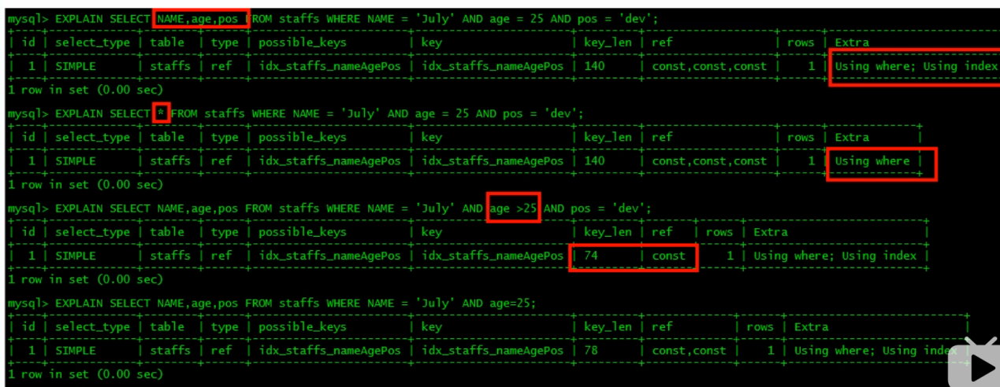 mysql> EXPLAIN SELECT NAME,age,pos FROM staffs WHERE NAME = 'July' AND age = 25 AND pos = 'dev';
| id | select_type | table | type | possible_keys | key | key_len | ref | rows | Extra
| 1 | SIMPLE | staffs | ref | idx_staffs_nameAgePos | idx_staffs_nameAgePos | 140 | const,const,const | 1 | Using where; Using index
1 row in set (0.00 sec)
mysql> EXPLAIN SELECT * FROM staffs WHERE NAME = 'July' AND age = 25 AND pos = 'dev';
| id | select_type | table | type | possible_keys | key | key_len | ref | rows | Extra |
| 1 | SIMPLE | staffs | ref | idx_staffs_nameAgePos | idx_staffs_nameAgePos | 140 | const,const,const | 1 | Using where |
1 row in set (0.00 sec)
mysql> EXPLAIN SELECT NAME,age,pos FROM staffs WHERE NAME = 'July' AND age >25 AND pos = 'dev';
| id | select_type | table | type | possible_keys | key | key_len | ref | rows | Extra |
| 1 | SIMPLE | staffs | ref | idx_staffs_nameAgePos | idx_staffs_nameAgePos | 74 | const | 1 | Using where; Using index |
1 row in set (0.00 sec)
mysql> EXPLAIN SELECT NAME,age,pos FROM staffs WHERE NAME = 'July' AND age=25;
| id | select_type | table | type | possible_keys | key | key_len | ref | rows | Extra |
| 1 | SIMPLE | staffs | ref | idx_staffs_nameAgePos | idx_staffs_nameAgePos | 78 | const,const | 1 | Using where; Using index |
1 row in set (0.00 sec)